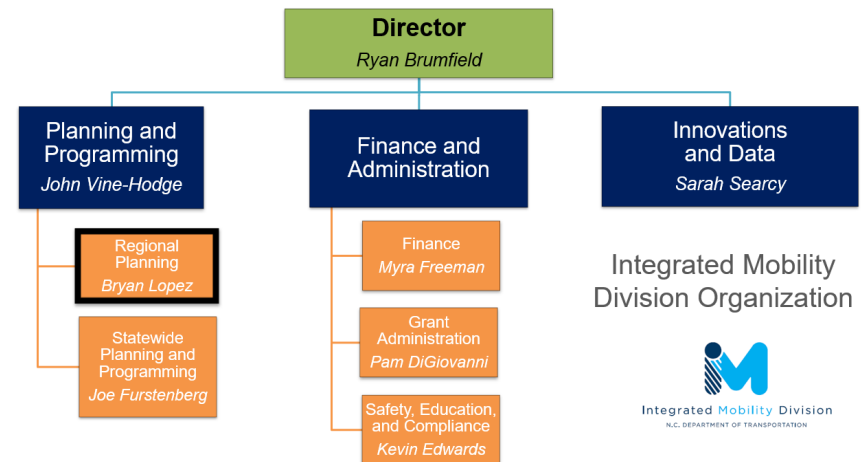 Director
Ryan Brumfield
Planning and
Programming
John Vine-Hodge
Finance and
Administration
Innovations
and Data
Sarah Searcy
Regional
Planning
Bryan Lopez
Statewide
Planning and
Programming
Joe Furstenberg
Finance
Myra Freeman
Grant
Administration
Pam DiGiovanni
Safety, Education,
and Compliance
Kevin Edwards
Integrated Mobility
Division Organization
iM
Integrated Mobility Division
N.C. DEPARTMENT OF TRANSPORTATION